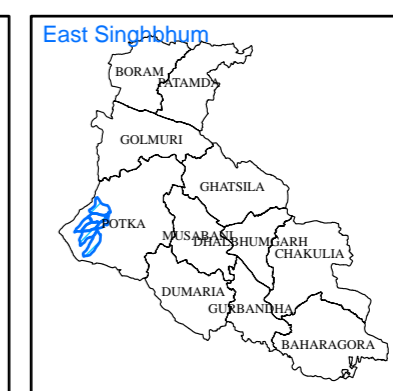 East Singhbhum
BORAM
PATAMDA
GOLMURI
GHATSILA
POTKA
MUSABANI
DHALBHUMGARH
CHAKULIA
DUMARIA
GURBANDHA
BAHARAGORA